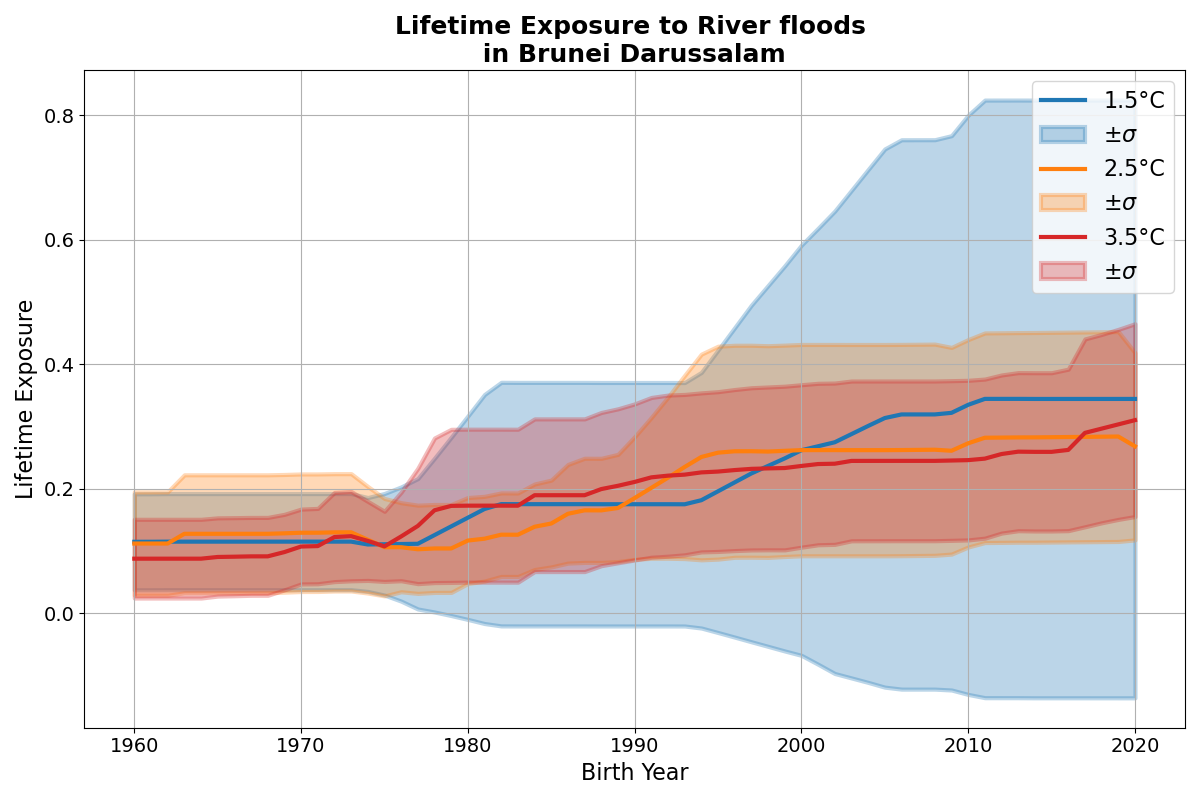 Lifetime Exposure to River floods
in Brunei Darussalam
Lifetime Exposure
0.8
0.6
0.4
0.2
0.0
1960
1970
1980
1990
2000
2010
2020
Birth Year
1.5°C
±σ
2.5°C
±σ
3.5°C
±σ